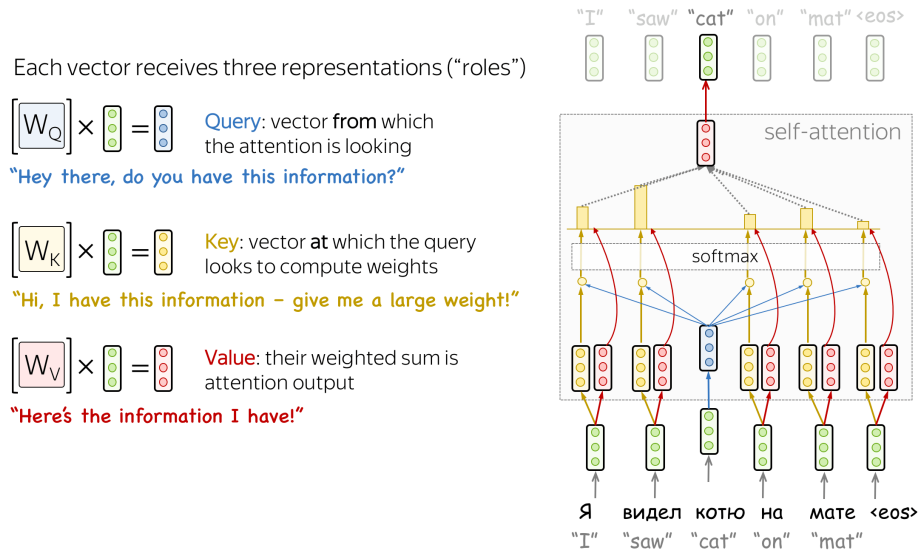 Each vector receives three representations (“roles”)
W_Q × =
Query: vector from which
the attention is looking
“Hey there, do you have this information?”
W_K × =
Key: vector at which the query
looks to compute weights
“Hi, I have this information – give me a large weight!”
W_V × =
Value: their weighted sum is
attention output
“Here’s the information I have!”
“I” “saw” “cat” “on” “mat” <eos>
self-attention
softmax
Я видел котю на мате <eos>
“I” “saw” “cat” “on” “mat”